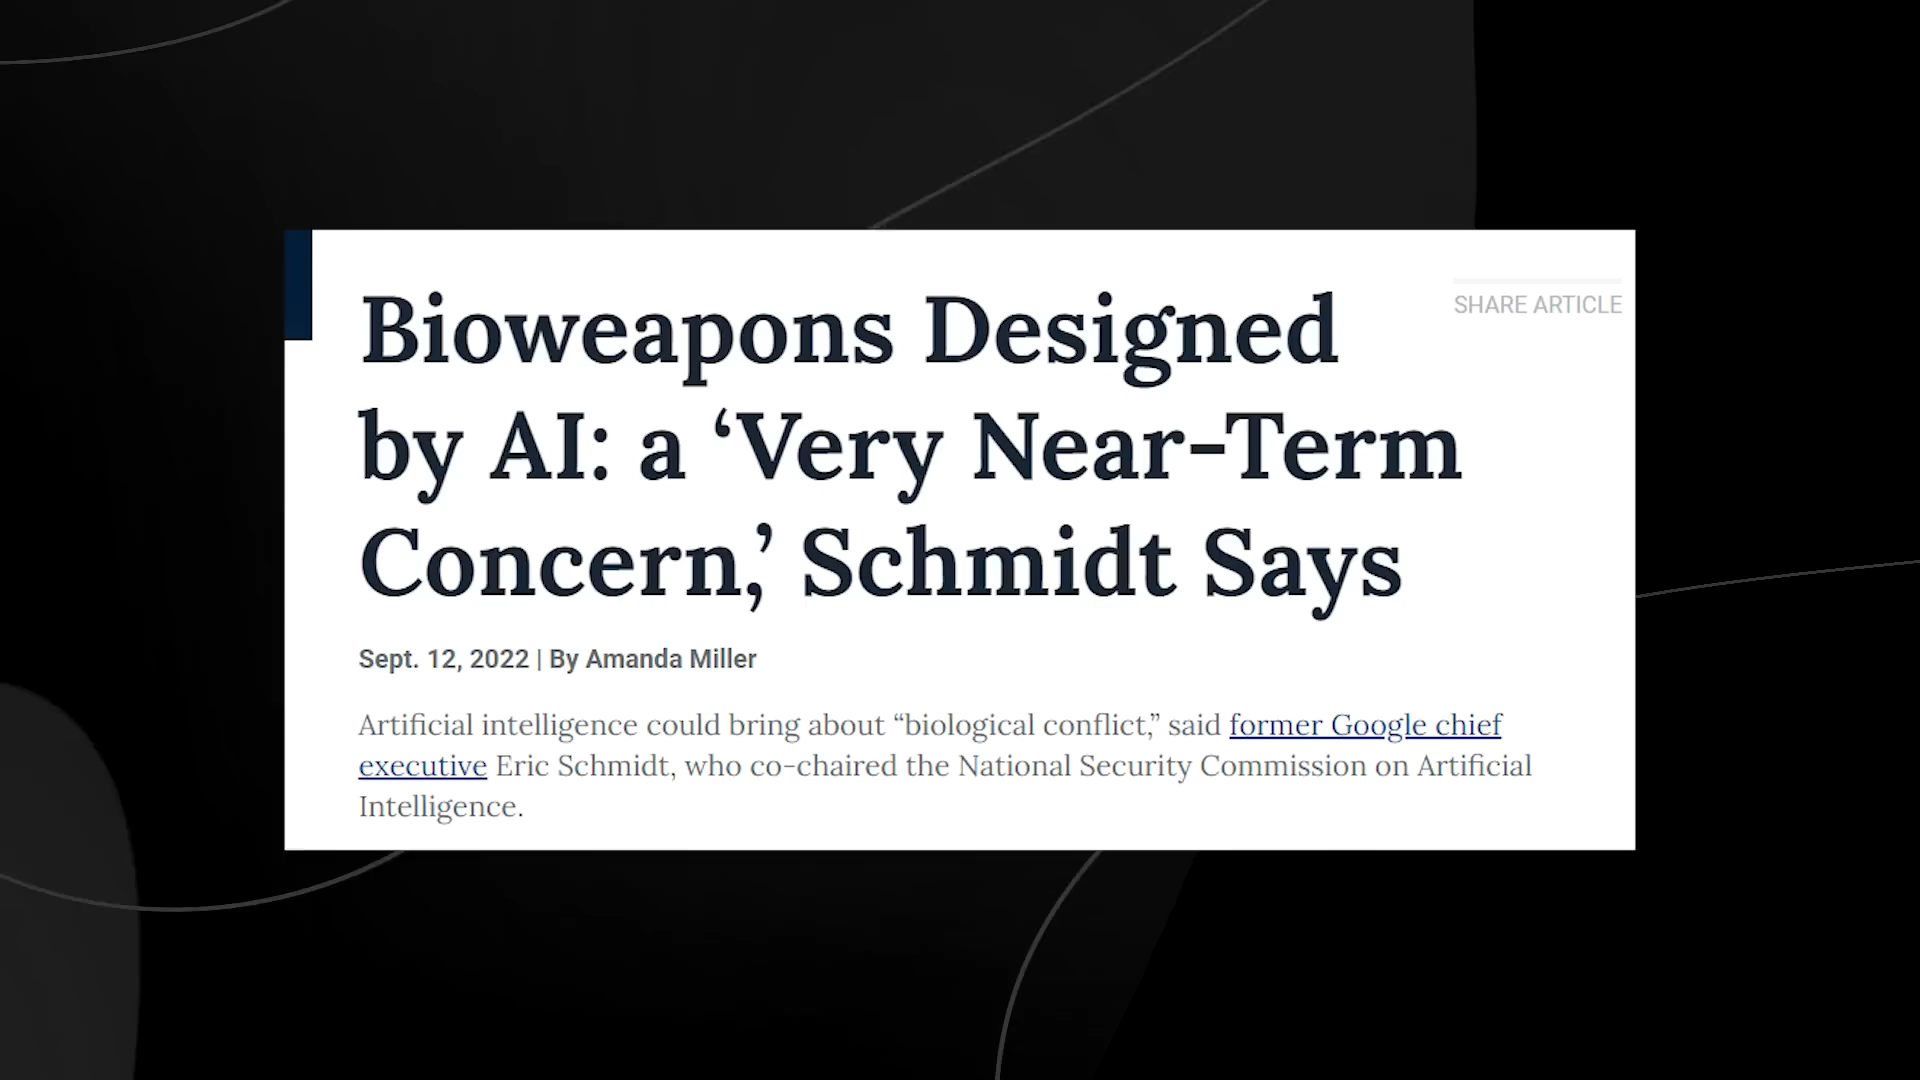 Bioweapons Designed
SHARE ARTICLE
by AI: a ‘Very Near-Term
Concern,’ Schmidt Says
Sept. 12, 2022 | By Amanda Miller
Artificial intelligence could bring about “biological conflict,” said former Google chief
executive Eric Schmidt, who co-chaired the National Security Commission on Artificial
Intelligence.